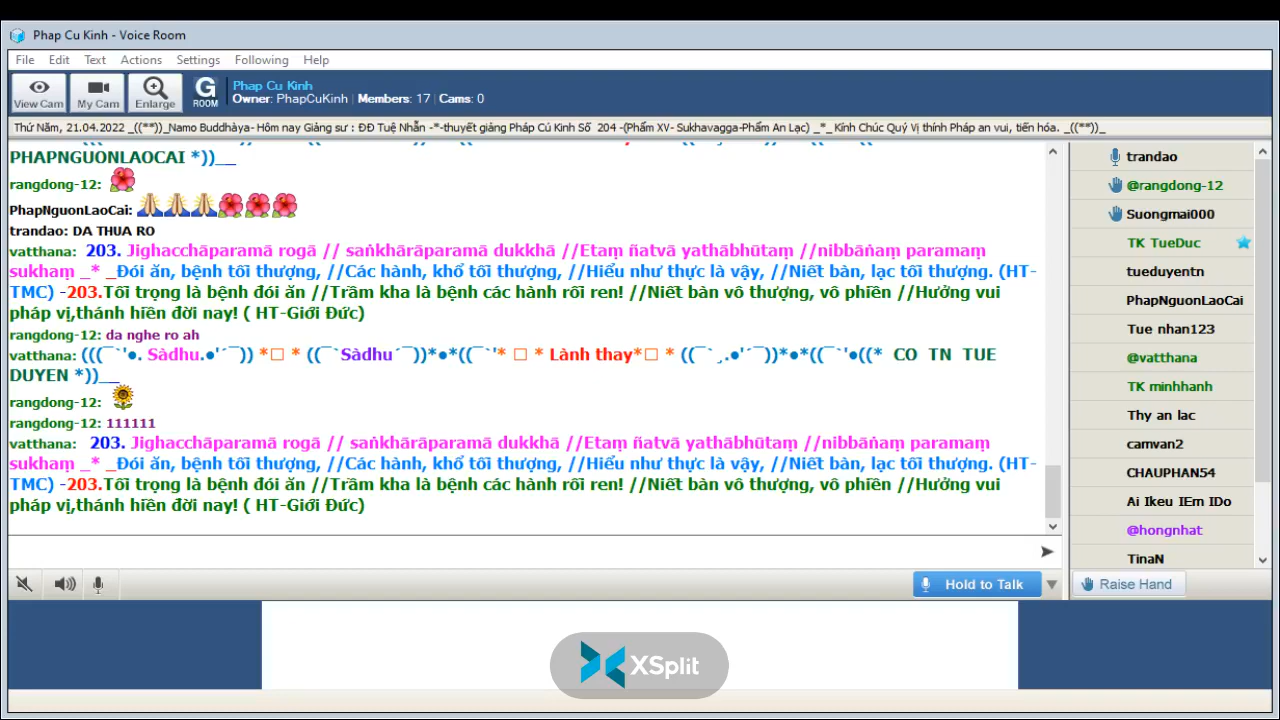 Phap Cu Kinh - Voice Room
File Edit Text Actions Settings Following Help
View Cam My Cam Enlarge G ROOM
Phap Cu Kinh
Owner: PhapCuKinh | Members: 17 | Cams: 0
Thứ Năm, 21.04.2022 _((**))_Namo Buddhàya- Hôm nay Giảng sư : ĐĐ Tuệ Nhẫn -*-thuyết giảng Pháp Cú Kinh Số 204 -(Phẩm XV- Sukhavagga-Phẩm An Lạc) _*_ Kính Chúc Quý Vị thính Pháp an vui, tiến hóa. _((**))_
PHAPNGUONLAOCAI *))__
rangdong-12:
PhapNguonLaoCai:
trandao: DA THUA RO
vatthana: 203. Jighacchāparamā rogā // saṅkhāraparamā dukkhā //Etaṃ ñatvā yathābhūtaṃ //nibbāṇaṃ paramaṃ
sukhaṃ _* _Đói ăn, bệnh tối thượng, //Các hành, khổ tối thượng, //Hiểu như thực là vậy, //Niết bàn, lạc tối thượng. (HT-
TMC) -203.Tối trọng là bệnh đói ăn //Trầm kha là bệnh các hành rối ren! //Niết bàn vô thượng, vô phiền //Hưởng vui
pháp vị,thánh hiền đời nay! ( HT-Giới Đức)
rangdong-12: da nghe ro ah
vatthana: (((¯`'●. Sàdhu.●'´¯)) *□ * ((¯`Sàdhu´¯))*●*((¯`'* □ * Lành thay*□ * ((¯`¸.●'´¯))*●*((¯`'●((* CO TN TUE
DUYEN *))__
rangdong-12:
rangdong-12: 111111
vatthana: 203. Jighacchāparamā rogā // saṅkhāraparamā dukkhā //Etaṃ ñatvā yathābhūtaṃ //nibbāṇaṃ paramaṃ
sukhaṃ _* _Đói ăn, bệnh tối thượng, //Các hành, khổ tối thượng, //Hiểu như thực là vậy, //Niết bàn, lạc tối thượng. (HT-
TMC) -203.Tối trọng là bệnh đói ăn //Trầm kha là bệnh các hành rối ren! //Niết bàn vô thượng, vô phiền //Hưởng vui
pháp vị,thánh hiền đời nay! ( HT-Giới Đức)
trandao
@rangdong-12
Suongmai000
TK TueDuc
tueduyentn
PhapNguonLaoCai
Tue nhan123
@vatthana
TK minhhanh
Thy an lac
camvan2
CHAUPHAN54
Ai Ikeu IEm IDo
@hongnhat
TinaN
Hold to Talk
Raise Hand
XSplit